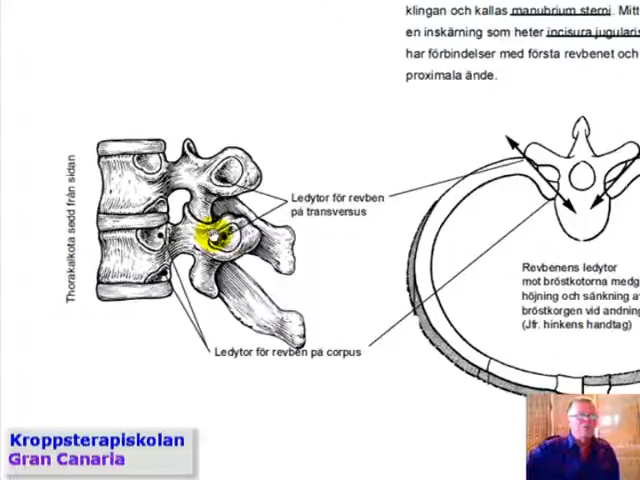 klingan och kallas manubrium sterni. Mitt
en inskärning som heter incisura jugularis
har förbindelser med första revbenet och
proximala ände.
Thorakalkota sedd från sidan
Ledytor för revben
på transversus
Revbenens ledytor
mot bröstkotorna medg
höjning och sänkning av
bröstkorgen vid andning
(Jfr. hinkens handtag)
Ledytor för revben på corpus
Kroppsterapiskolan
Gran Canaria